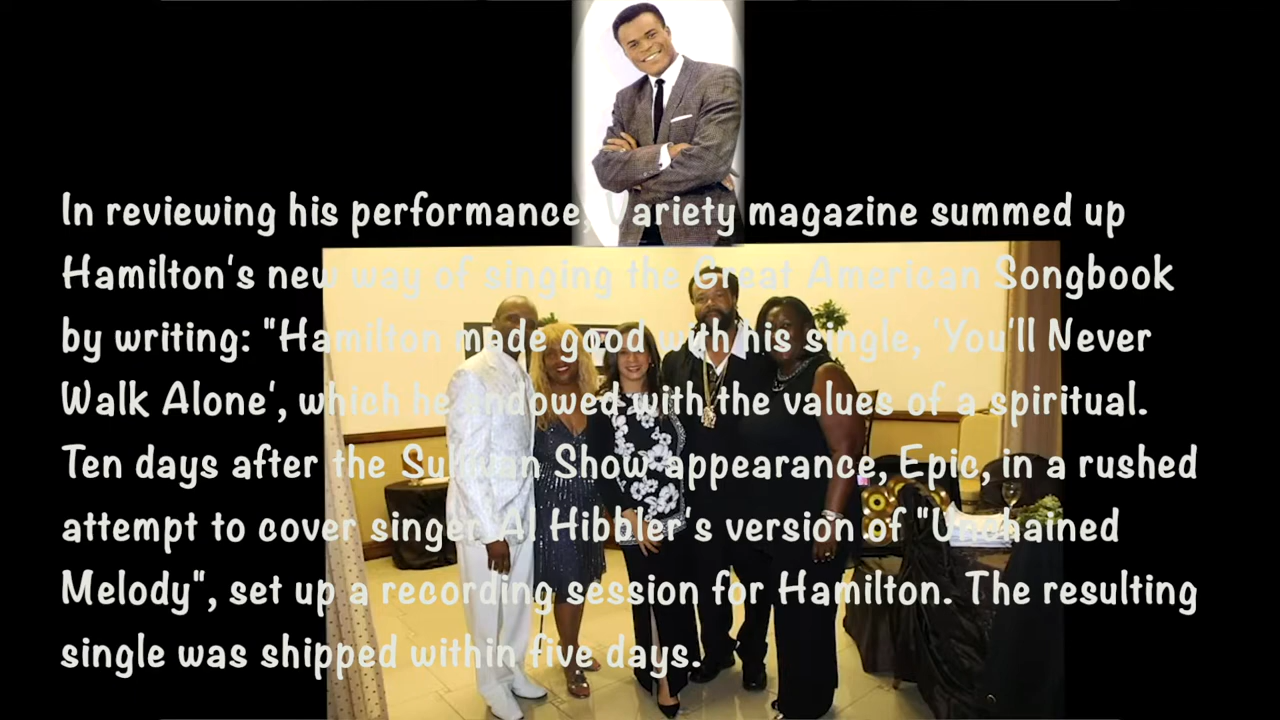 In reviewing his performance, Variety magazine summed up
Hamilton's new way of singing the Great American Songbook
by writing: "Hamilton made good with his single, 'You'll Never
Walk Alone', which he endowed with the values of a spiritual.
Ten days after the Sullivan Show appearance, Epic, in a rushed
attempt to cover singer Al Hibbler's version of "Unchained
Melody", set up a recording session for Hamilton. The resulting
single was shipped within five days.